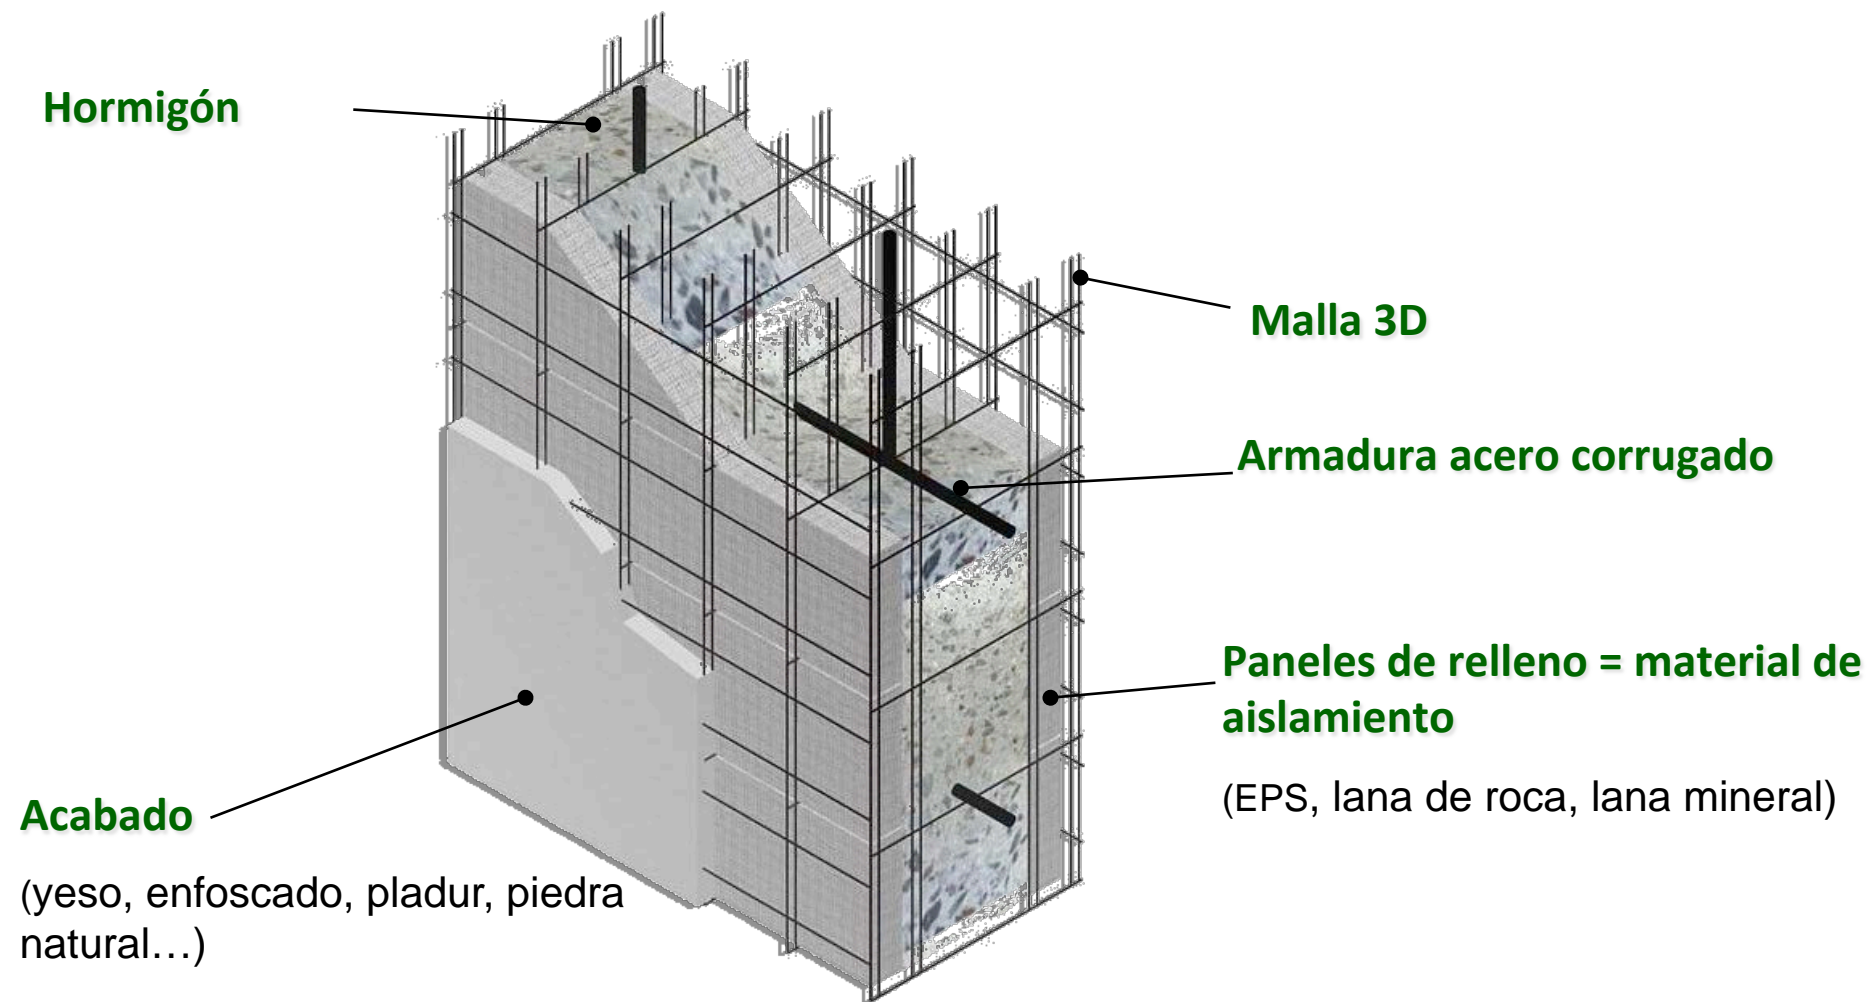 Hormigón
Malla 3D
Armadura acero corrugado
Paneles de relleno = material de
aislamiento
(EPS, lana de roca, lana mineral)
Acabado
(yeso, enfoscado, pladur, piedra
natural…)